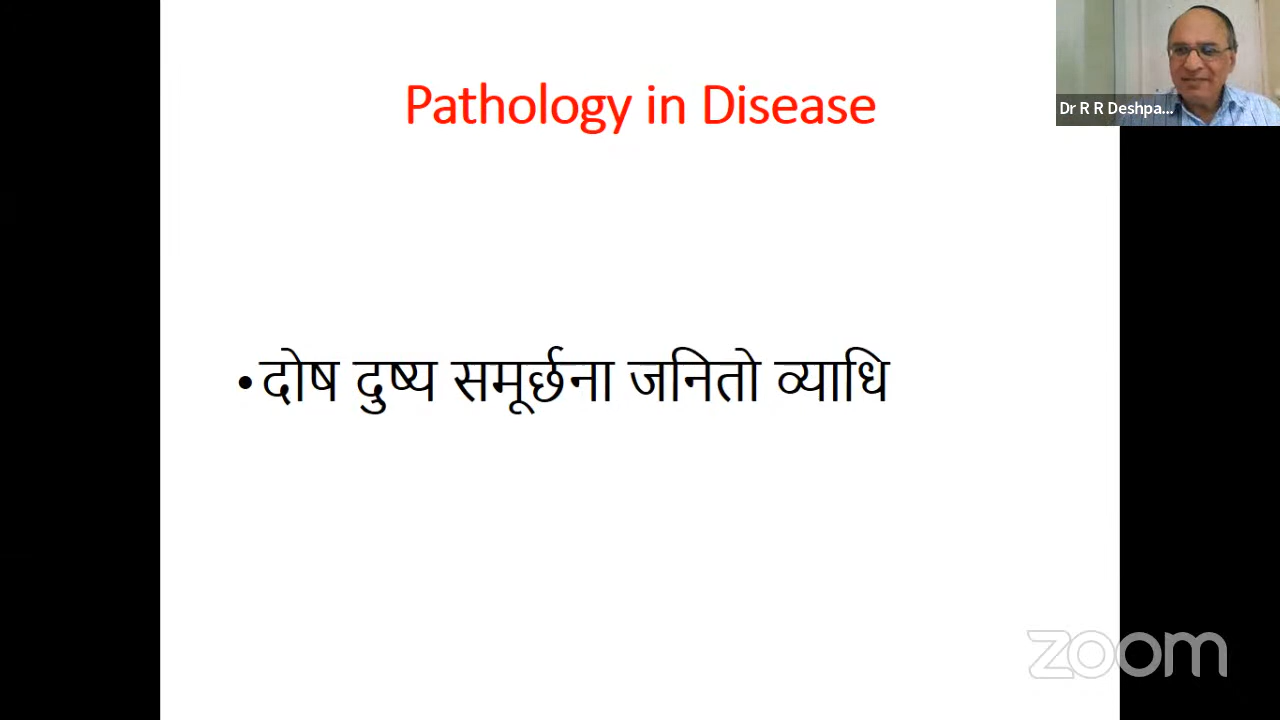 Pathology in Disease
Dr R R Deshpa...
•दोष दुष्य समूर्छना जनितो व्याधि
zoom